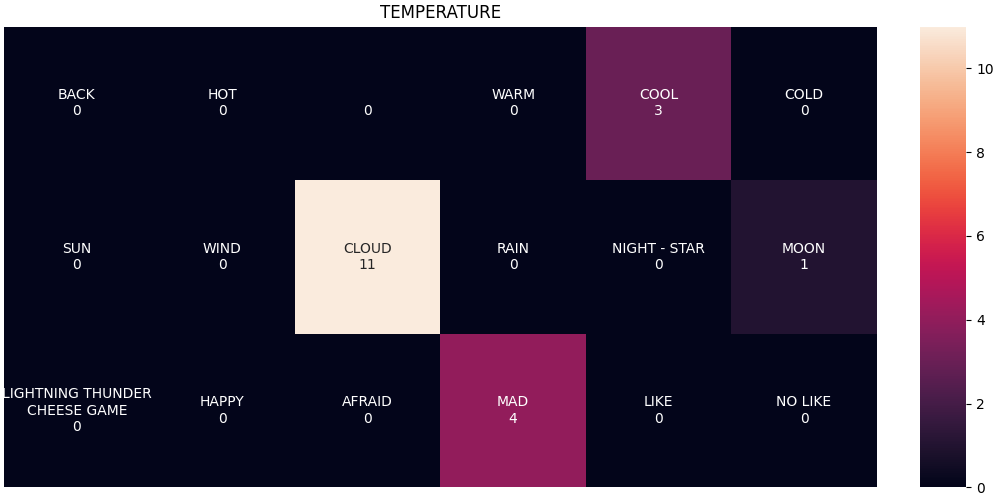 TEMPERATURE
BACK
0
HOT
0
0
WARM
0
COOL
3
COLD
0
SUN
0
WIND
0
CLOUD
11
RAIN
0
NIGHT - STAR
0
MOON
1
LIGHTNING THUNDER
CHEESE GAME
0
HAPPY
0
AFRAID
0
MAD
4
LIKE
0
NO LIKE
0
10
8
6
4
2
0